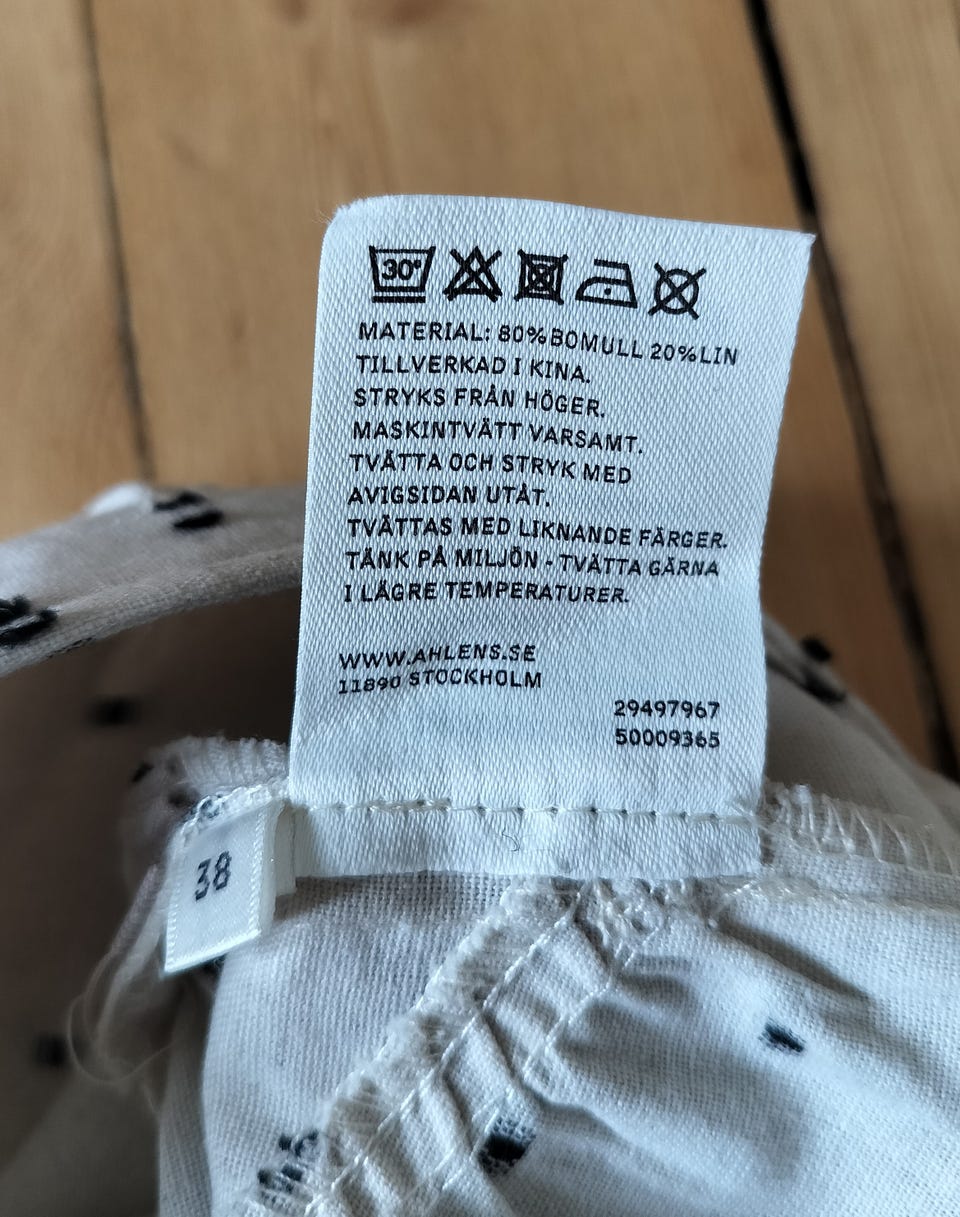 30°
MATERIAL: 80%BOMULL 20%LIN
TILLVERKAD I KINA.
STRYKS FRÅN HÖGER.
MASKINTVÄTT VARSAMT.
TVÄTTA OCH STRYK MED
AVIGSIDAN UTÅT.
TVÄTTAS MED LIKNANDE FÄRGER.
TÄNK PÅ MILJÖN - TVÄTTA GÄRNA
I LÄGRE TEMPERATURER.
WWW.AHLENS.SE
11890 STOCKHOLM
29497967
50009365
38